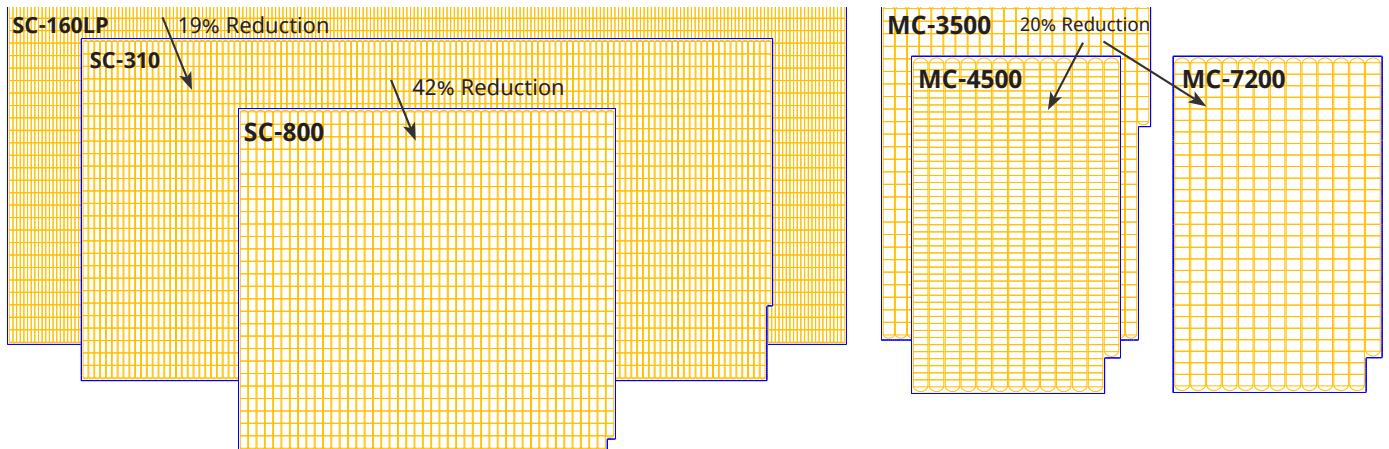 SC-160LP
19% Reduction
SC-310
42% Reduction
SC-800
MC-3500
20% Reduction
MC-4500
MC-7200